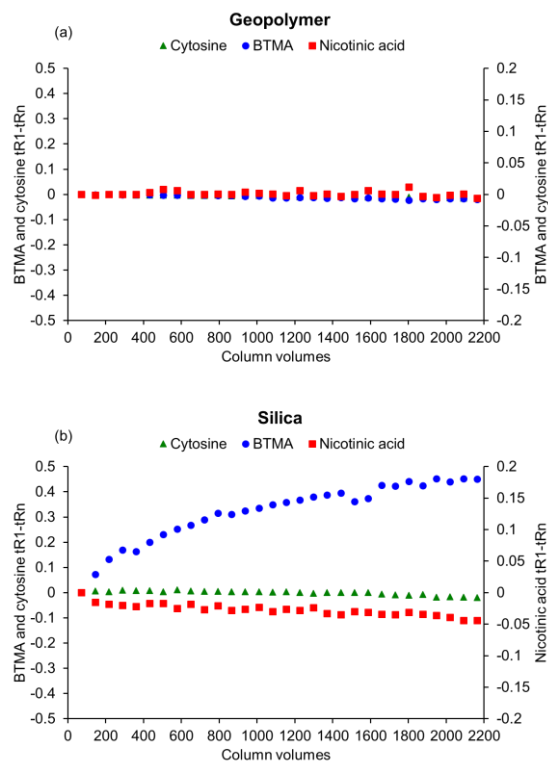 Geopolymer
(a)
Cytosine BTMA Nicotinic acid
BTMA and cytosine tR1-tRn
0.5
0.4
0.3
0.2
0.1
0
-0.1
-0.2
-0.3
-0.4
-0.5
0.2
0.15
0.1
0.05
0
-0.05
-0.1
-0.15
-0.2
BTMA and cytosine tR1-tRn
0 200 400 600 800 1000 1200 1400 1600 1800 2000 2200
Column volumes
Silica
(b)
Cytosine BTMA Nicotinic acid
BTMA and cytosine tR1-tRn
0.5
0.4
0.3
0.2
0.1
0
-0.1
-0.2
-0.3
-0.4
-0.5
0.2
0.15
0.1
0.05
0
-0.05
-0.1
-0.15
-0.2
Nicotinic acid tR1-tRn
0 200 400 600 800 1000 1200 1400 1600 1800 2000 2200
Column volumes